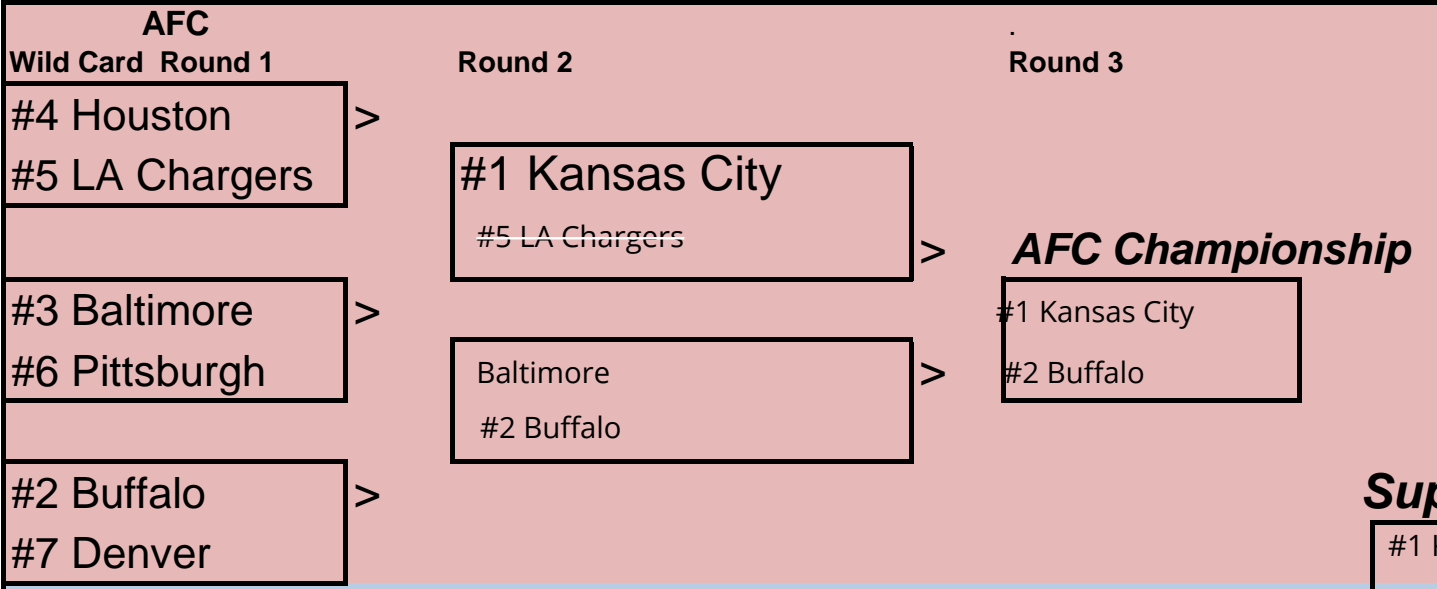 AFC
.
Wild Card Round 1
Round 2
Round 3
#4 Houston
>
#5 LA Chargers
#1 Kansas City
#5 LA Chargers
>
AFC Championship
#3 Baltimore
>
#1 Kansas City
#6 Pittsburgh
Baltimore
>
#2 Buffalo
#2 Buffalo
#2 Buffalo
>
#7 Denver
#1